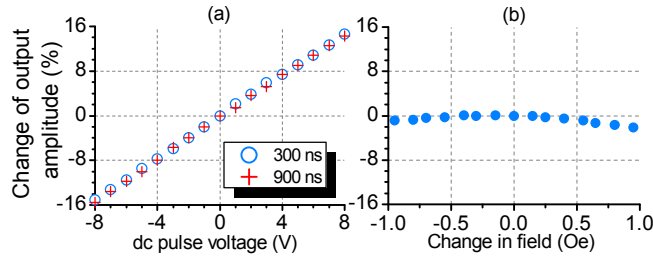 (a)
(b)
Change of output
amplitude (%)
16
8
0
-8
-16
-8 -4 0 4 8
dc pulse voltage (V)
300 ns
900 ns
16
8
0
-8
-16
-1.0 -0.5 0.0 0.5 1.0
Change in field (Oe)